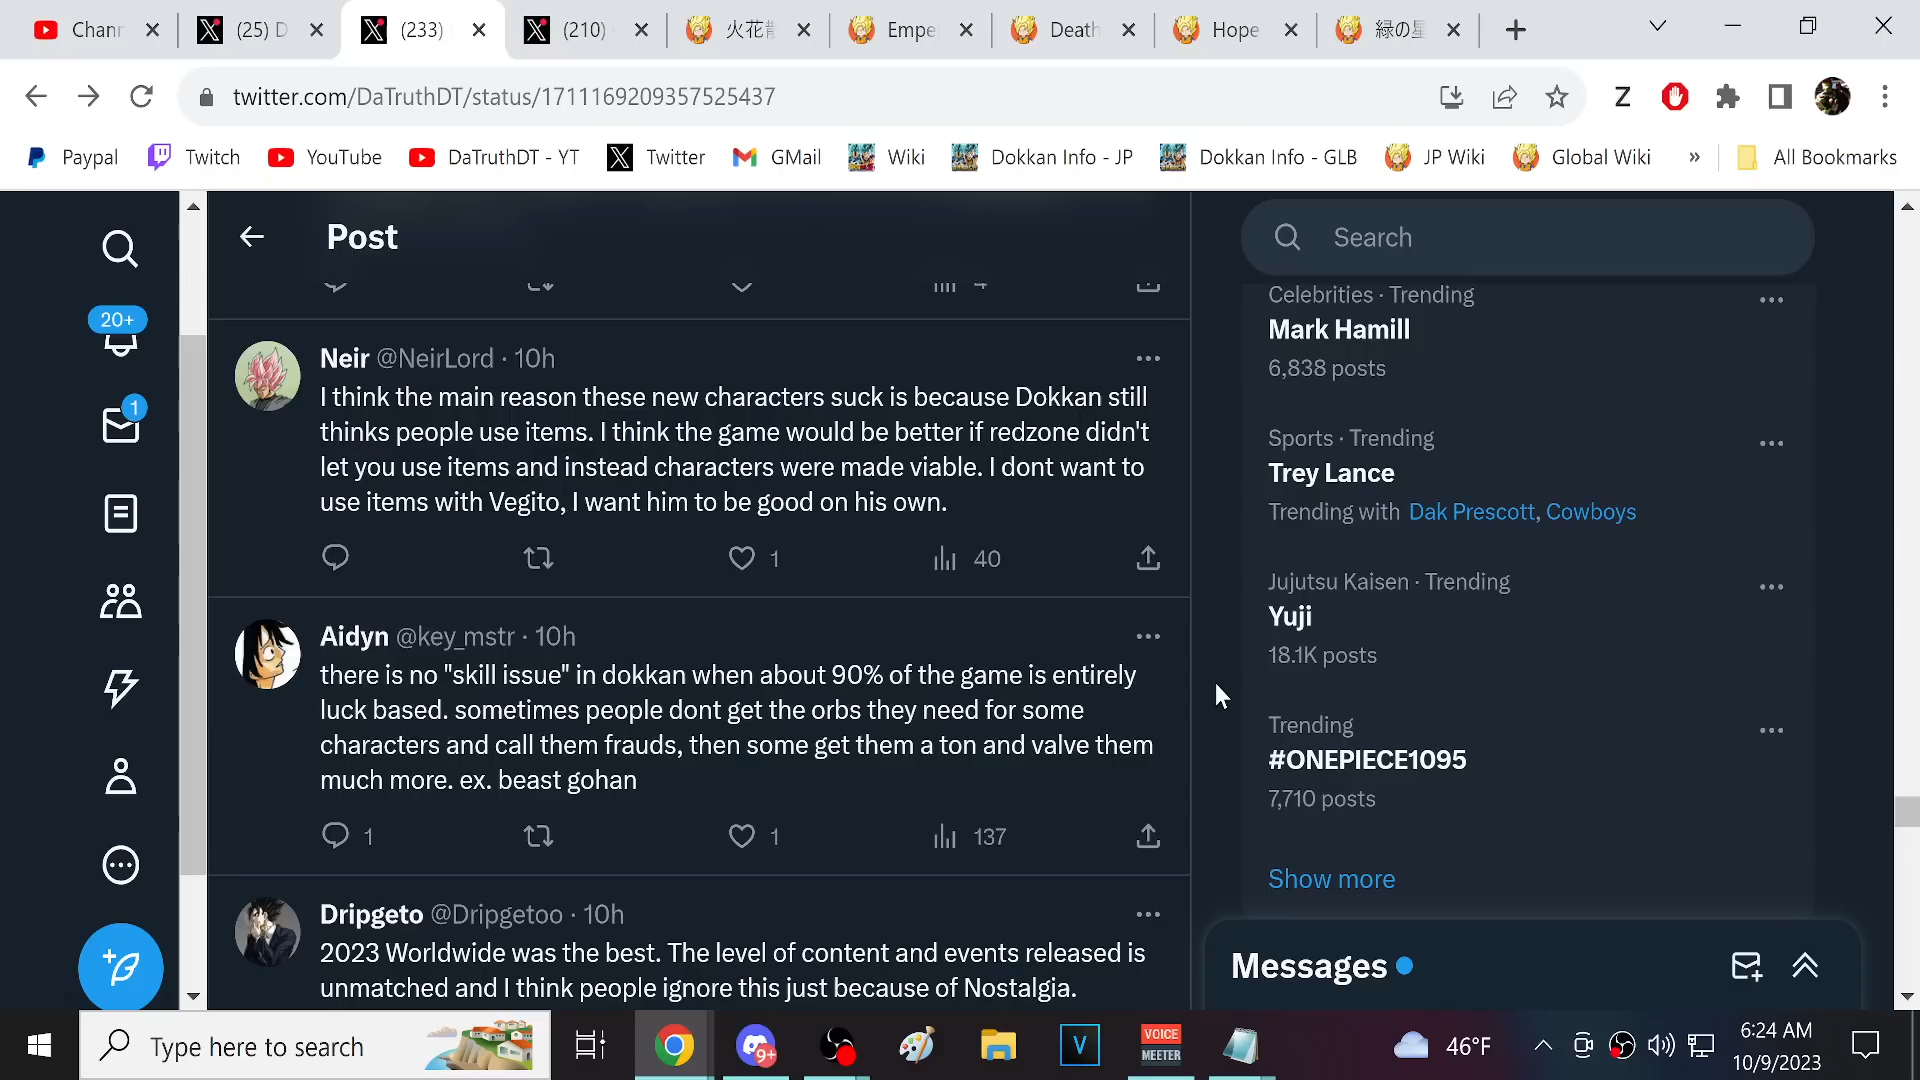 Chann
(25) D
(233)
(210)
火花散
Empe
Death
Hope
緑の星
twitter.com/DaTruthDT/status/1711169209357525437
Z
Paypal
Twitch
YouTube
DaTruthDT - YT
Twitter
GMail
Wiki
Dokkan Info - JP
Dokkan Info - GLB
JP Wiki
Global Wiki
»
All Bookmarks
20+
1
Post
4
Neir @NeirLord · 10h
I think the main reason these new characters suck is because Dokkan still
thinks people use items. I think the game would be better if redzone didn't
let you use items and instead characters were made viable. I dont want to
use items with Vegito, I want him to be good on his own.
1
40
Aidyn @key_mstr · 10h
there is no "skill issue" in dokkan when about 90% of the game is entirely
luck based. sometimes people dont get the orbs they need for some
characters and call them frauds, then some get them a ton and valve them
much more. ex. beast gohan
1
1
137
Dripgeto @Dripgetoo · 10h
2023 Worldwide was the best. The level of content and events released is
unmatched and I think people ignore this just because of Nostalgia.
Search
Celebrities · Trending
Mark Hamill
6,838 posts
Sports · Trending
Trey Lance
Trending with Dak Prescott, Cowboys
Jujutsu Kaisen · Trending
Yuji
18.1K posts
Trending
#ONEPIECE1095
7,710 posts
Show more
Messages
Type here to search
9+
V
VOICE
MEETER
46°F
6:24 AM
10/9/2023